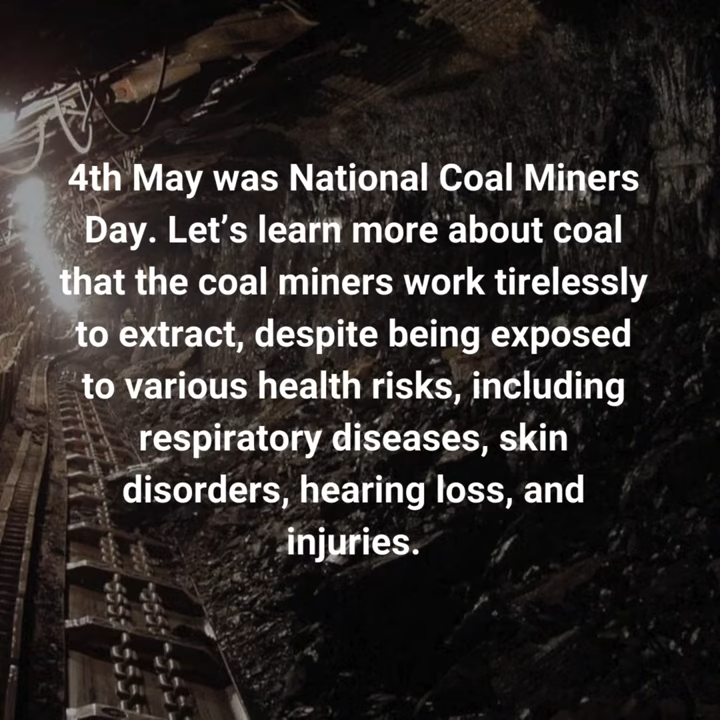 4th May was National Coal Miners
Day. Let’s learn more about coal
that the coal miners work tirelessly
to extract, despite being exposed
to various health risks, including
respiratory diseases, skin
disorders, hearing loss, and
injuries.